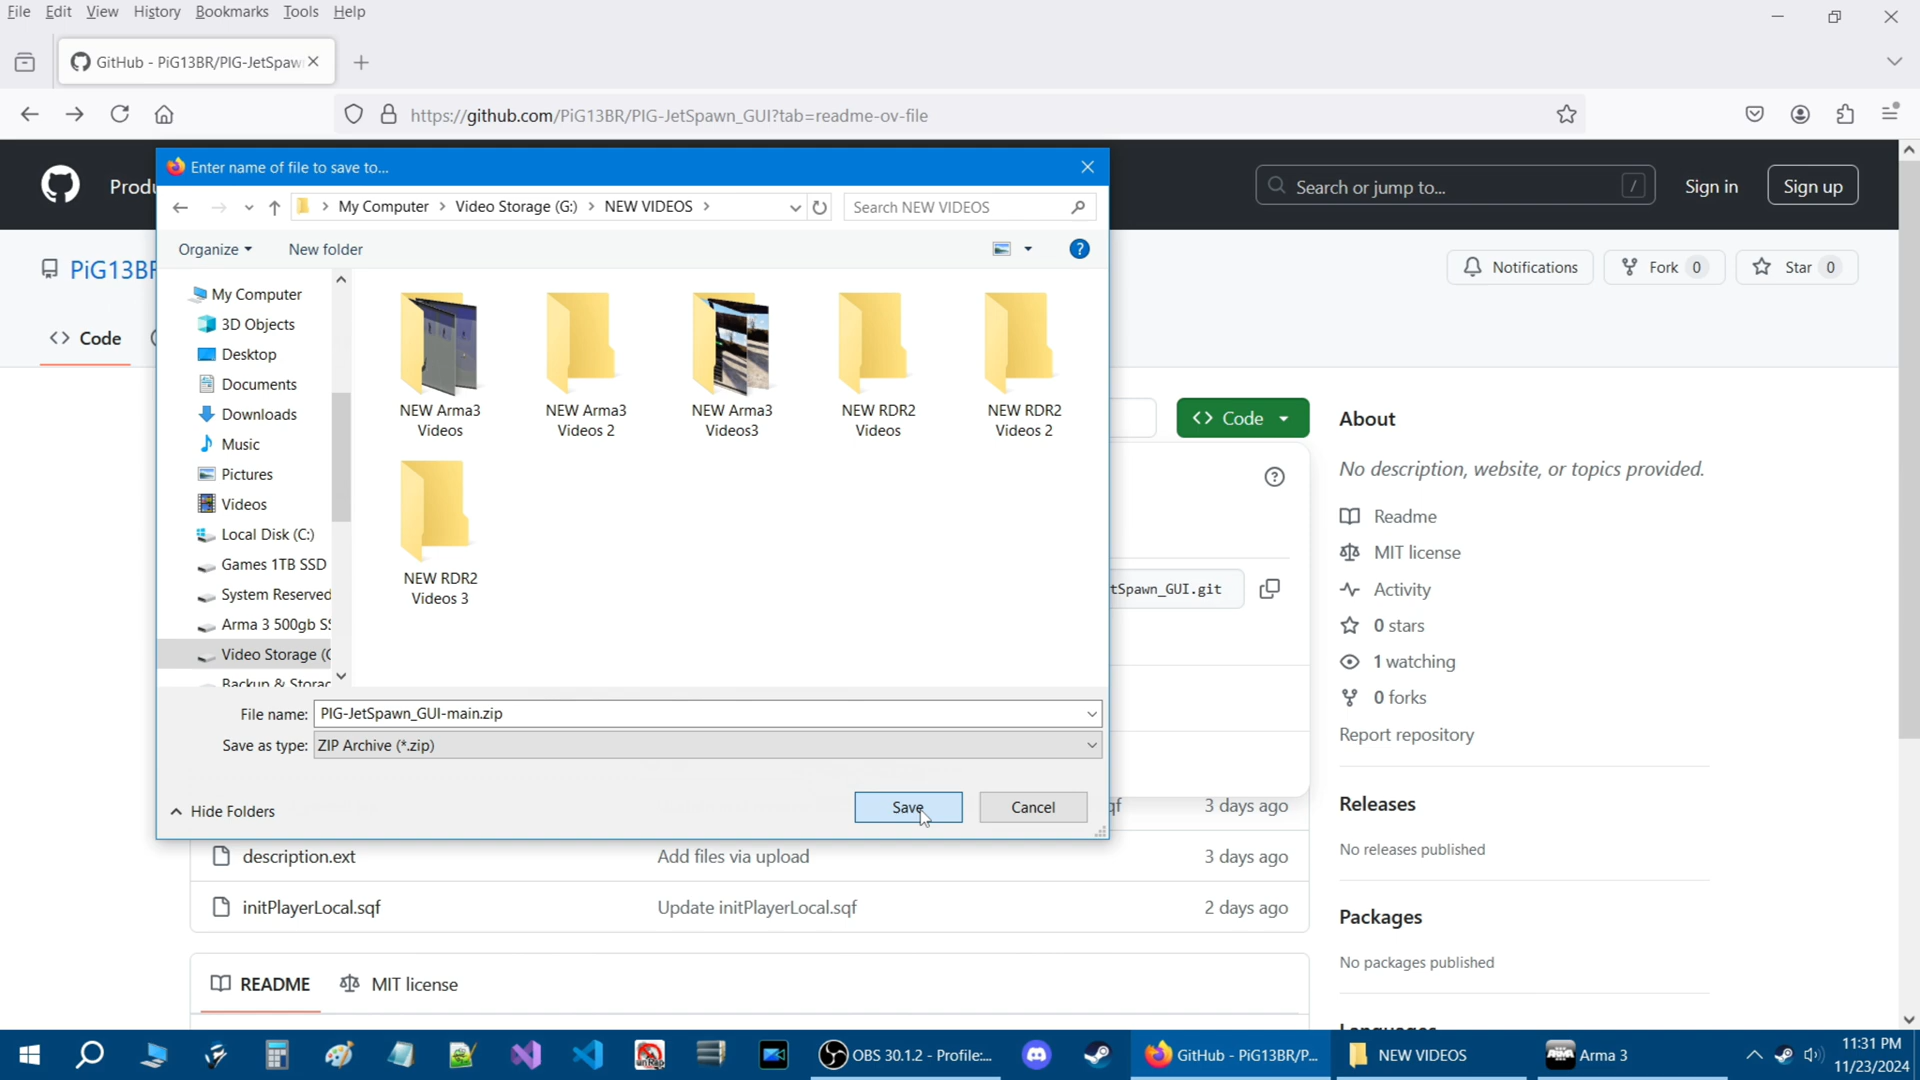 File Edit View History Bookmarks Tools Help
GitHub - PiG13BR/PIG-JetSpaw
https://github.com/PiG13BR/PIG-JetSpawn_GUI?tab=readme-ov-file
Enter name of file to save to...
Produ
Search or jump to... /
Sign in
Sign up
My Computer > Video Storage (G:) > NEW VIDEOS >
Search NEW VIDEOS
Organize
New folder
?
PiG13BR
Notifications
Fork 0
Star 0
Code
My Computer
3D Objects
Desktop
Documents
Downloads
Music
Pictures
Videos
Local Disk (C:)
Games 1TB SSD
System Reserved
Arma 3 500gb SS
Video Storage (G
Backup & Storag
NEW Arma3
Videos
NEW Arma3
Videos 2
NEW Arma3
Videos3
NEW RDR2
Videos
NEW RDR2
Videos 2
NEW RDR2
Videos 3
File name: PIG-JetSpawn_GUI-main.zip
Save as type: ZIP Archive (*.zip)
Hide Folders
Save
Cancel
<> Code
?
tSpawn_GUI.git
qf
3 days ago
description.ext
Add files via upload
3 days ago
initPlayerLocal.sqf
Update initPlayerLocal.sqf
2 days ago
README
MIT license
About
No description, website, or topics provided.
Readme
MIT license
Activity
0 stars
1 watching
0 forks
Report repository
Releases
No releases published
Packages
No packages published
Languages
OBS 30.1.2 - Profile:...
GitHub - PiG13BR/P...
NEW VIDEOS
Arma 3
11:31 PM
11/23/2024